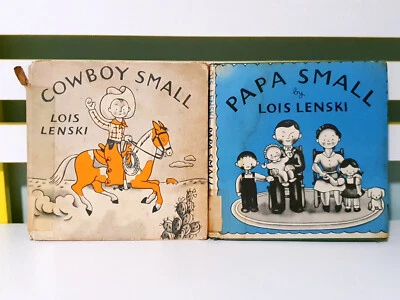 COWBOY SMALL
LOIS
LENSKI
PAPA SMALL
by
LOIS LENSKI